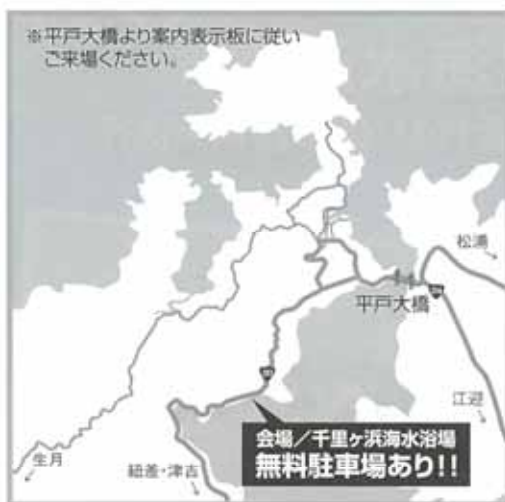 ※平戸大橋より案内表示板に従い
ご来場ください。
松浦
平戸大橋
江迎
会場／千里ヶ浜海水浴場
無料駐車場あり!!
生月
紐差・津吉